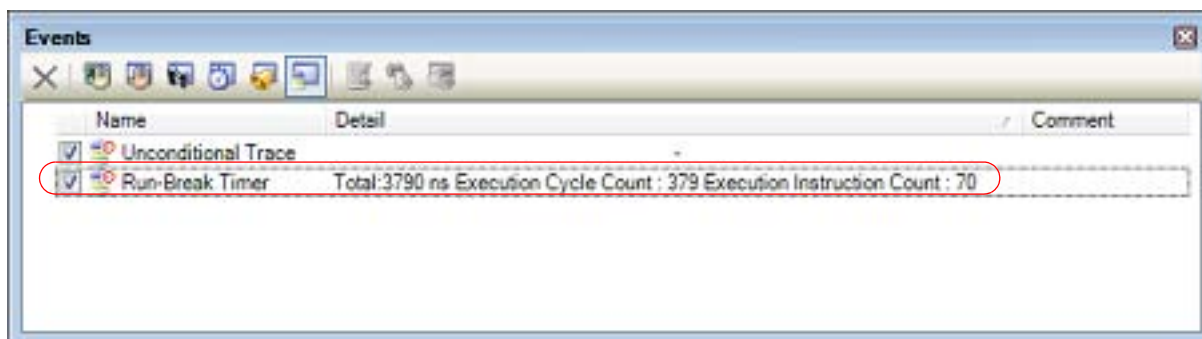 Events
Name Detail Comment
Unconditional Trace -
Run-Break Timer Total:3790 ns Execution Cycle Count : 379 Execution Instruction Count : 70